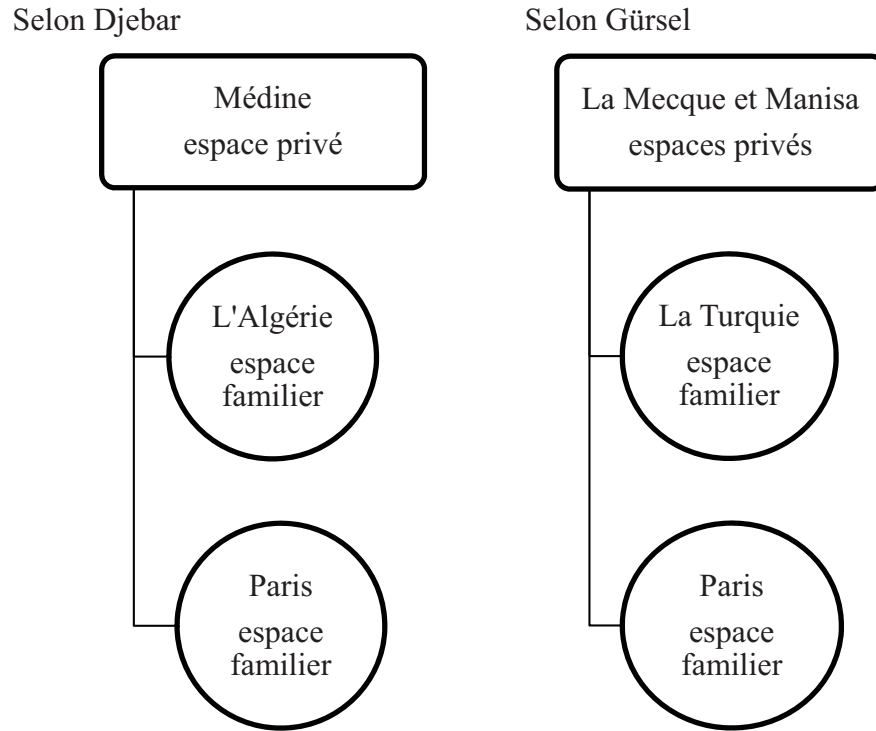 Selon Djebar
Médine
espace privé
L'Algérie
espace
familier
Paris
espace
familier
Selon Gürsel
La Mecque et Manisa
espaces privés
La Turquie
espace
familier
Paris
espace
familier